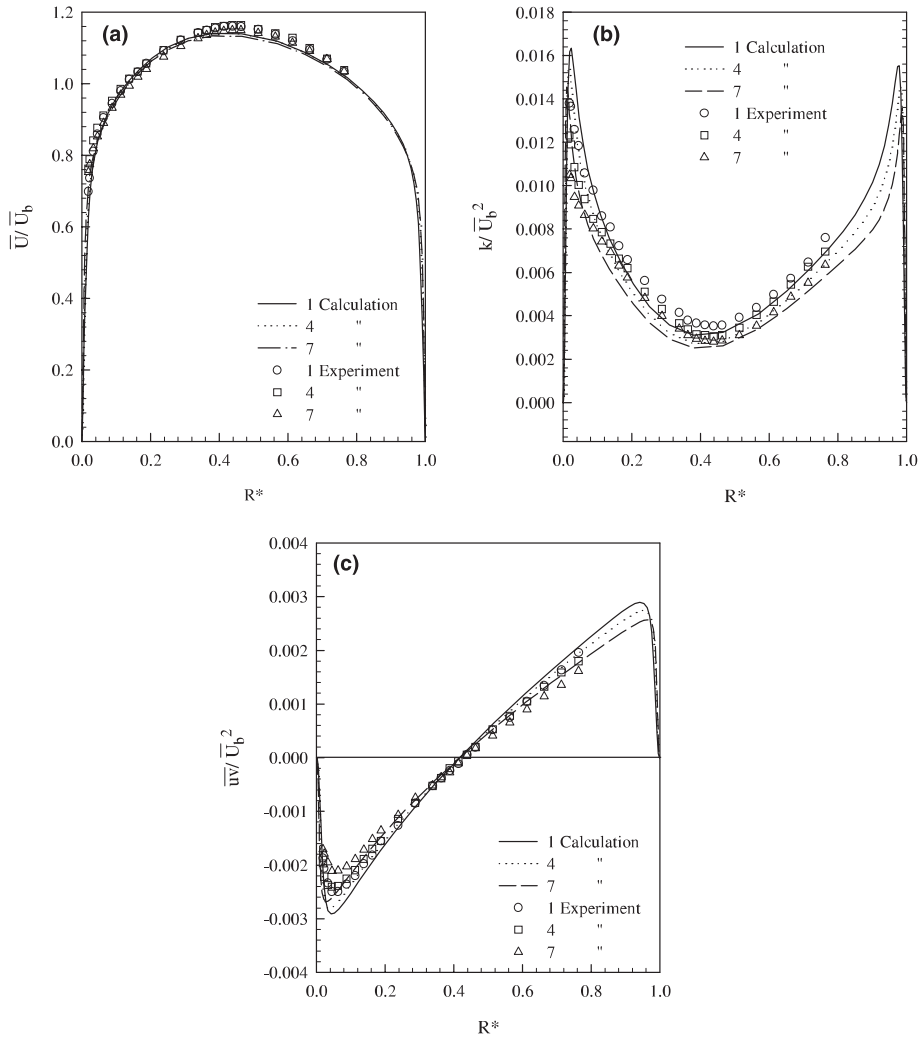 (a)
1.2
1.0
0.8
0.6
0.4
0.2
0.0
U/ U_b
1 Calculation
4 "
7 "
1 Experiment
4 "
7 "
0.0 0.2 0.4 0.6 0.8 1.0
R*
(b)
0.018
0.016
0.014
0.012
0.010
0.008
0.006
0.004
0.002
0.000
k/ U_b²
1 Calculation
4 "
7 "
1 Experiment
4 "
7 "
0.0 0.2 0.4 0.6 0.8 1.0
R*
(c)
0.004
0.003
0.002
0.001
0.000
-0.001
-0.002
-0.003
-0.004
uv/ U_b²
1 Calculation
4 "
7 "
1 Experiment
4 "
7 "
0.0 0.2 0.4 0.6 0.8 1.0
R*